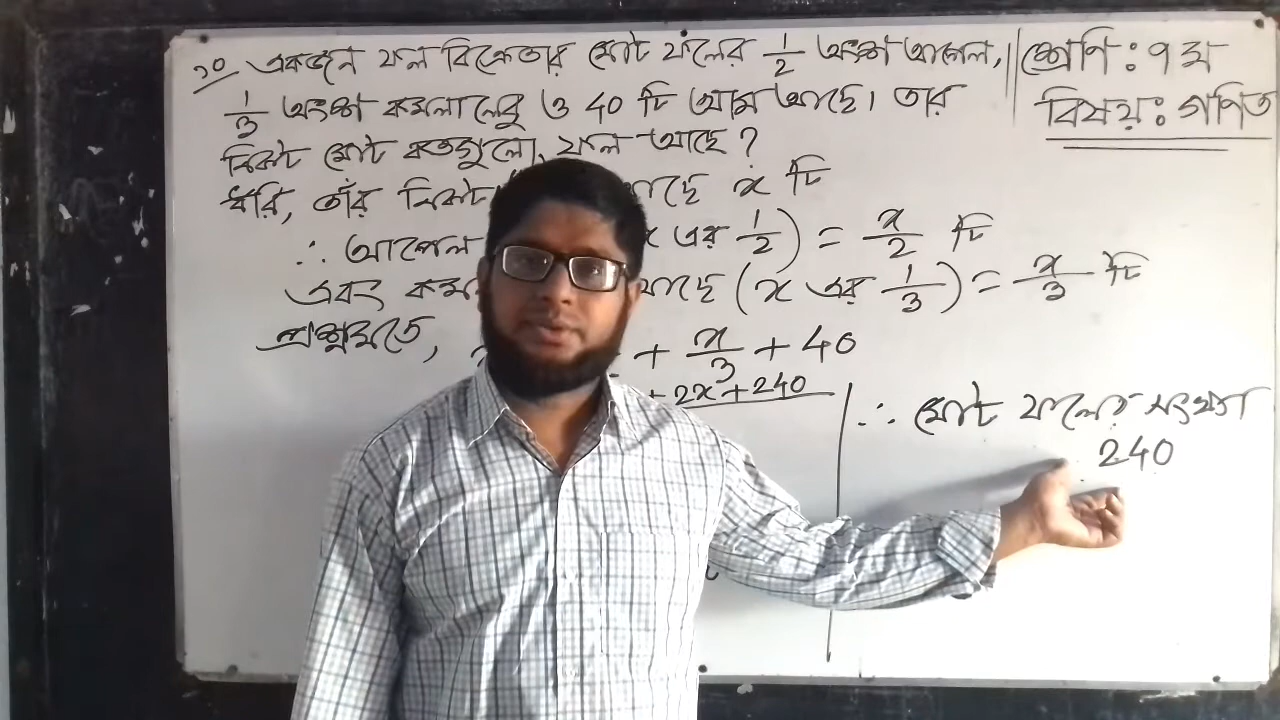 ১০ একজন ফল বিক্রেতার মোট ফলের 1/2 অংশ আপেল,
1/3 অংশ কমলালেবু ও 40 টি আম আছে। তার
নিকট মোট কতগুলো ফল আছে?
ধরি, তাঁর নিকট x টি
∴ আপেল x এর 1/2) = x/2 টি
এবং আছে (x এর 1/3) = x/3 টি
প্রশ্নমতে, + x/3 + 40
+ 2x + 240
শ্রেণি: ৭ম
বিষয়: গণিত
∴ মোট ফলের সংখ্যা
240